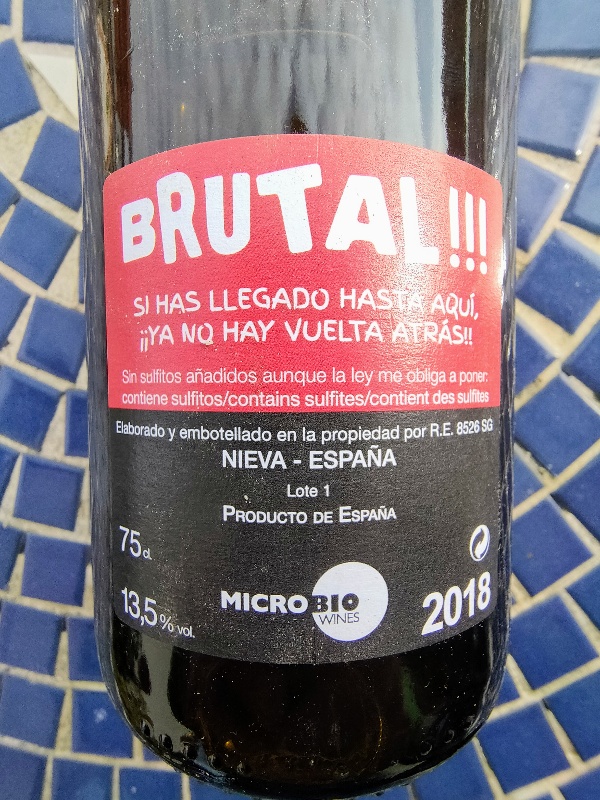 BRUTAL!!!
SI HAS LLEGADO HASTA AQUÍ,
¡¡YA NO HAY VUELTA ATRÁS!!
Sin sulfitos añadidos aunque la ley me obliga a poner:
contiene sulfitos/contains sulfites/contient des sulfites
Elaborado y embotellado en la propiedad por R.E. 8526 SG
NIEVA - ESPAÑA
Lote 1
PRODUCTO DE ESPAÑA
75 cl.
13,5% vol.
MICRO BIO
WINES
2018